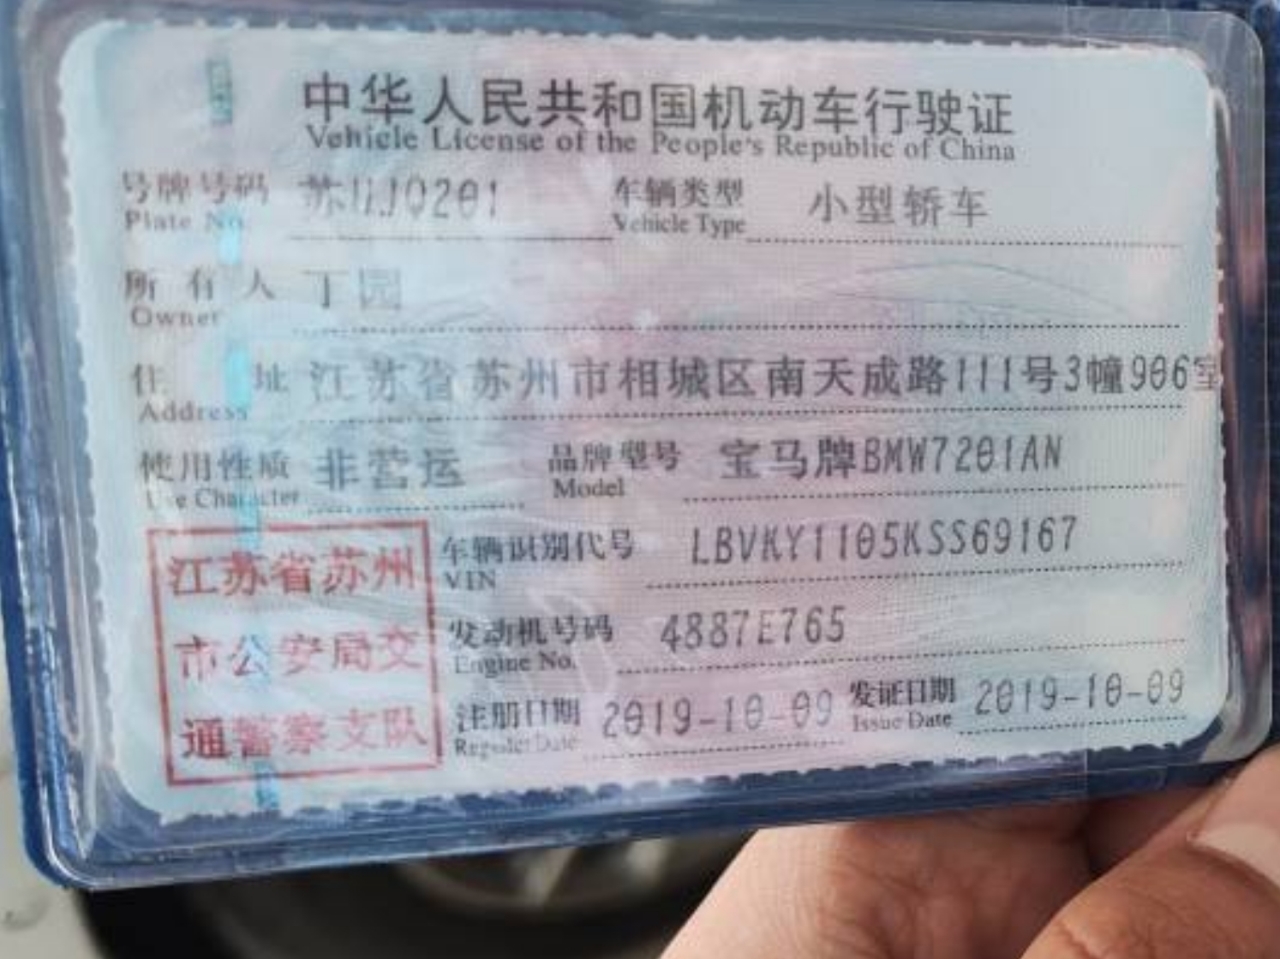 中华人民共和国机动车行驶证
Vehicle License of the People's Republic of China
号牌号码 车辆类型 小型轿车
Plate No. Vehicle Type
所有人 丁园
Owner
住址 江苏省苏州市相城区南天成路111号3幢906室
Address
使用性质 非营运 品牌型号 宝马牌BMW7201AN
Use Character Model
江苏省苏州 车辆识别代号 LBVKY1105KSS69167
VIN
市公安局交 发动机号码 4887E765
Engine No.
通警察支队 注册日期 2019-10-09 发证日期 2019-10-09
Register Date Issue Date